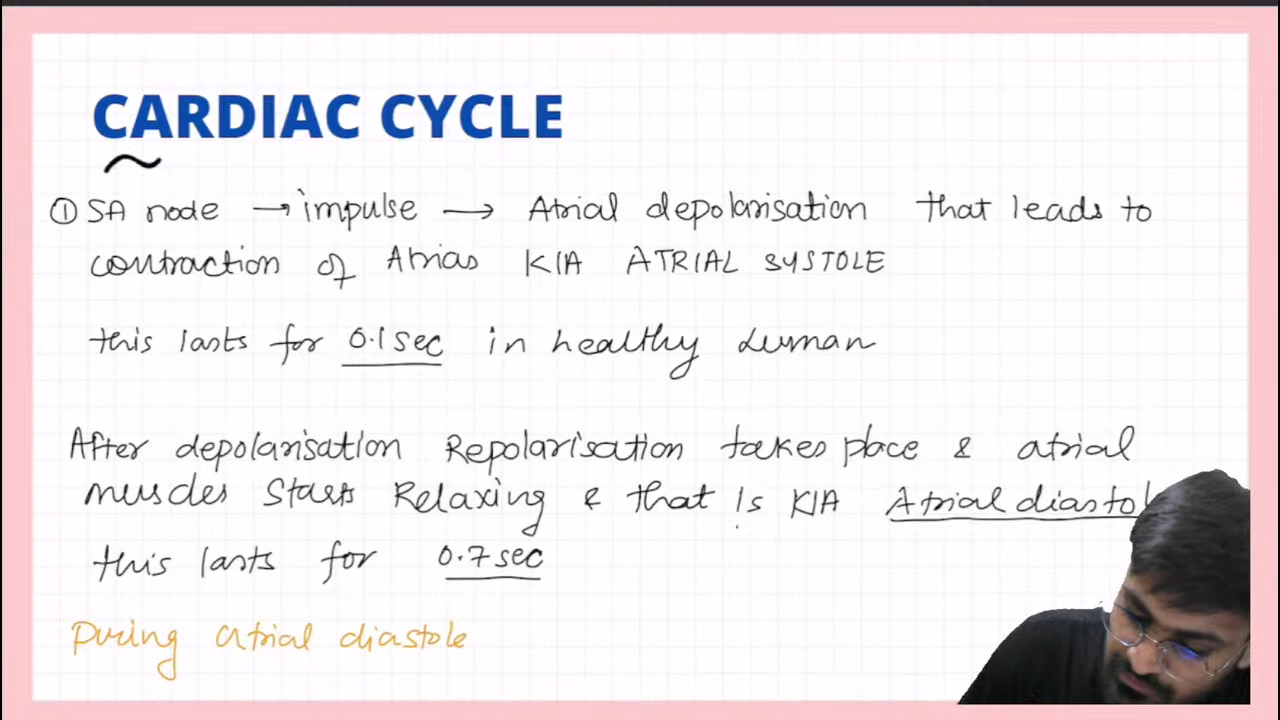 CARDIAC CYCLE
① SA node → impulse → Atrial depolarisation that leads to
contraction of Atrias KIA ATRIAL SYSTOLE
this lasts for 0.1 sec in healthy human
After depolarisation Repolarisation takes place & atrial
muscles starts Relaxing & that is KIA Atrial diastol
this lasts for 0.7 sec
During atrial diastole